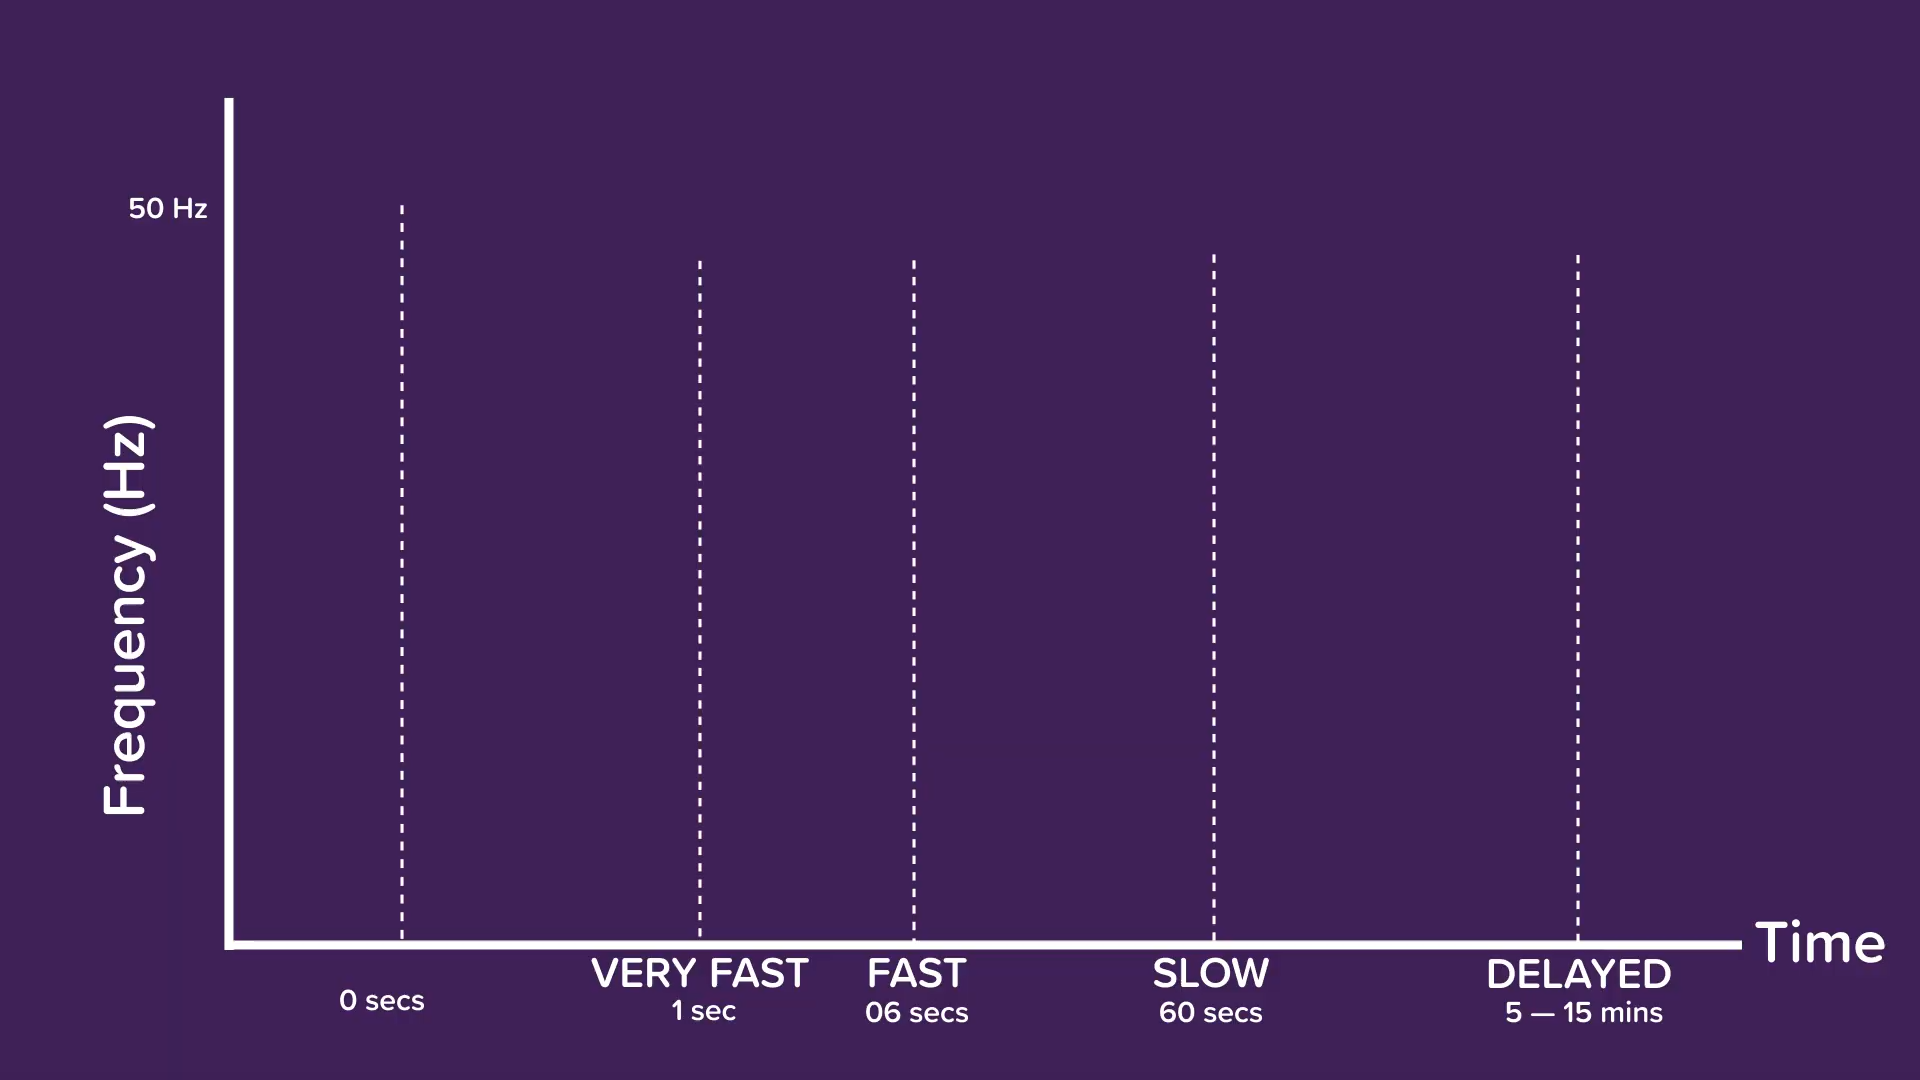 50 Hz
Frequency (Hz)
Time
0 secs
VERY FAST
1 sec
FAST
06 secs
SLOW
60 secs
DELAYED
5 — 15 mins